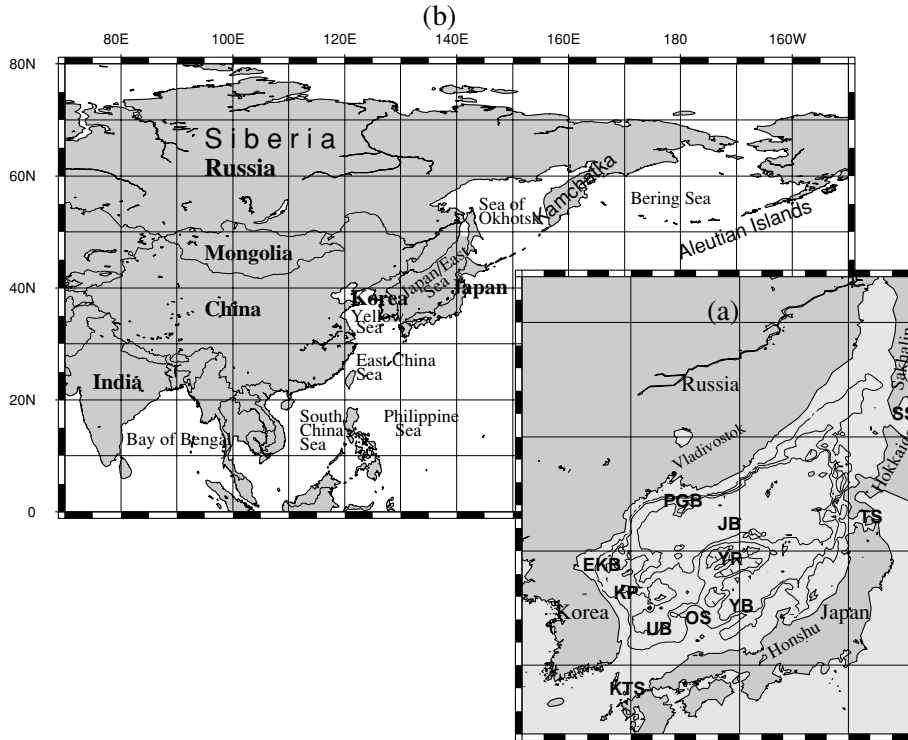 (b)
80E 100E 120E 140E 160E 180 160W
80N
60N
40N
20N
0
Siberia
Russia
Kamchatka
Sea of
Okhotsk
Bering Sea
Aleutian Islands
Mongolia
Japan/East
Sea
China
Korea
Japan
Yellow
Sea
India
East China
Sea
Bay of Bengal
South
China
Sea
Philippine
Sea
(a)
Russia
Sakhalin
SS
Vladivostok
Hokkaido
PGB
JB
TS
EKB
YR
KP
Korea
YB
Japan
OS
UB
Honshu
KTS